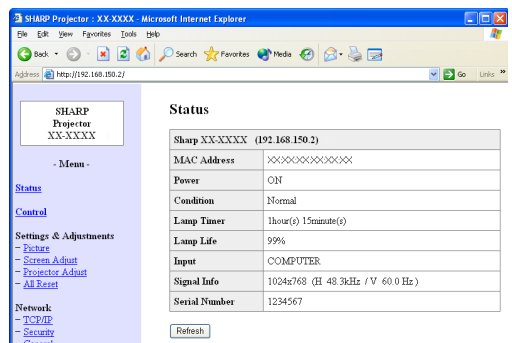 SHARP Projector : XX-XXXX - Microsoft Internet Explorer
File Edit View Favorites Tools Help
Back Search Favorites Media
Address http://192.168.150.2/ Go Links »
SHARP
Projector
XX-XXXX
- Menu -
Status
Control
Settings & Adjustments
– Picture
– Screen Adjust
– Projector Adjust
– All Reset
Network
– TCP/IP
– Security
– General
Status
Sharp XX-XXXX (192.168.150.2)
MAC Address XXXXXXXXXXXX
Power ON
Condition Normal
Lamp Timer 1hour(s) 15minute(s)
Lamp Life 99%
Input COMPUTER
Signal Info 1024x768 (H 48.3kHz / V 60.0 Hz )
Serial Number 1234567
Refresh